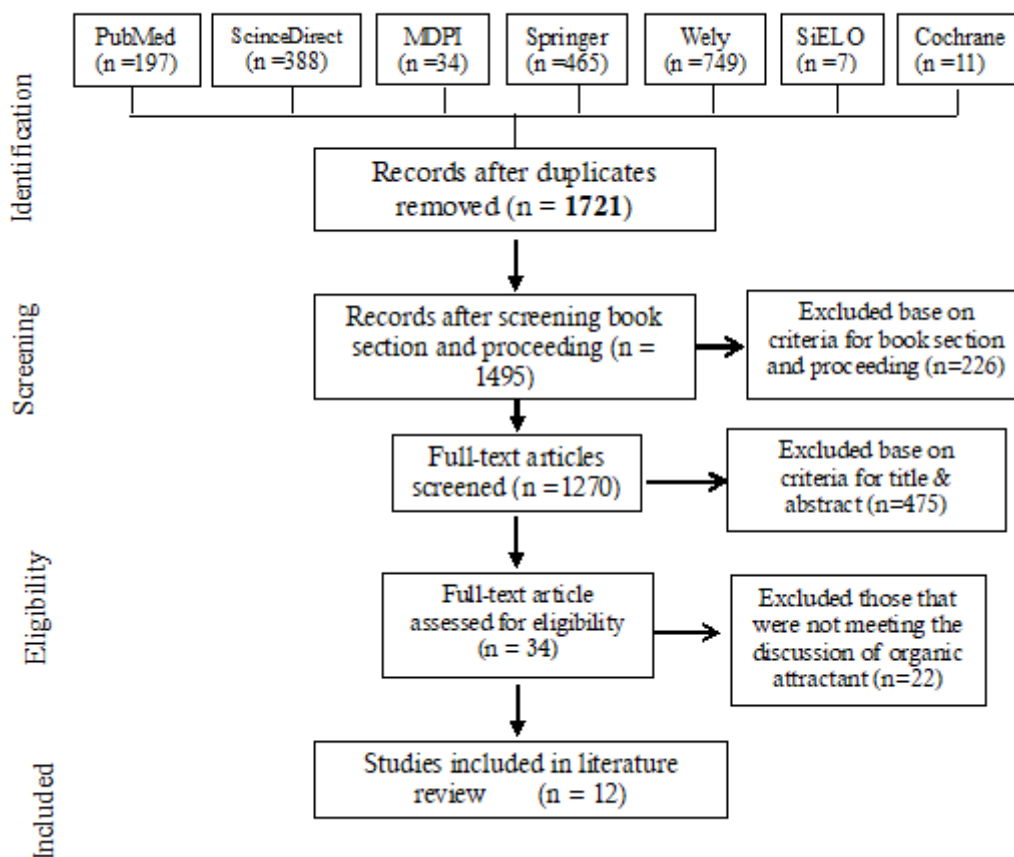 PubMed
(n =197)
ScinceDirect
(n =388)
MDPI
(n =34)
Springer
(n =465)
Wely
(n =749)
SiELO
(n =7)
Cochrane
(n =11)
Identification
Records after duplicates
removed (n = 1721)
Screening
Records after screening book
section and proceeding (n =
1495)
Excluded base on
criteria for book section
and proceeding (n=226)
Full-text articles
screened (n =1270)
Excluded base on
criteria for title &
abstract (n=475)
Eligibility
Full-text article
assessed for eligibility
(n = 34)
Excluded those that
were not meeting the
discussion of organic
attractant (n=22)
Included
Studies included in literature
review (n = 12)